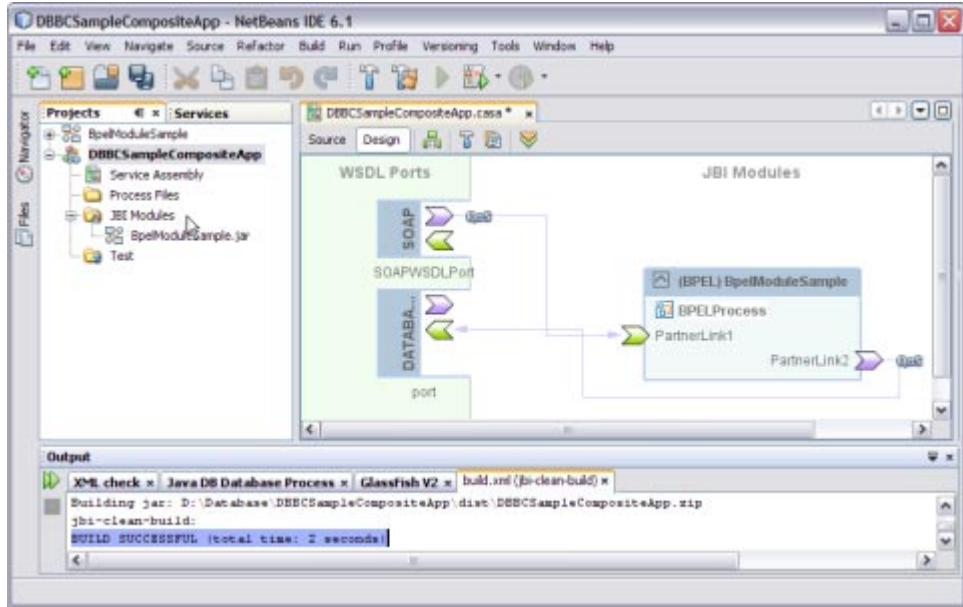 DBBCSampleCompositeApp - NetBeans IDE 6.1
File Edit View Navigate Source Refactor Build Run Profile Versioning Tools Window Help
Navigator
Files
Projects
Services
BpelModuleSample
DBBCSampleCompositeApp
Service Assembly
Process Files
JBI Modules
BpelModuleSample.jar
Test
DBBCSampleCompositeApp.casa *
Source Design
WSDL Ports
JBI Modules
SOAP
SOAPWSDLPort
DATABA...
port
(BPEL) BpelModuleSample
BPELProcess
PartnerLink1
PartnerLink2
Output
XML check Java DB Database Process GlassFish V2 build.xml (jbi-clean-build)
Building jar: D:\Database\DBBCSampleCompositeApp\dist\DBBCSampleCompositeApp.zip
jbi-clean-build:
BUILD SUCCESSFUL (total time: 2 seconds)